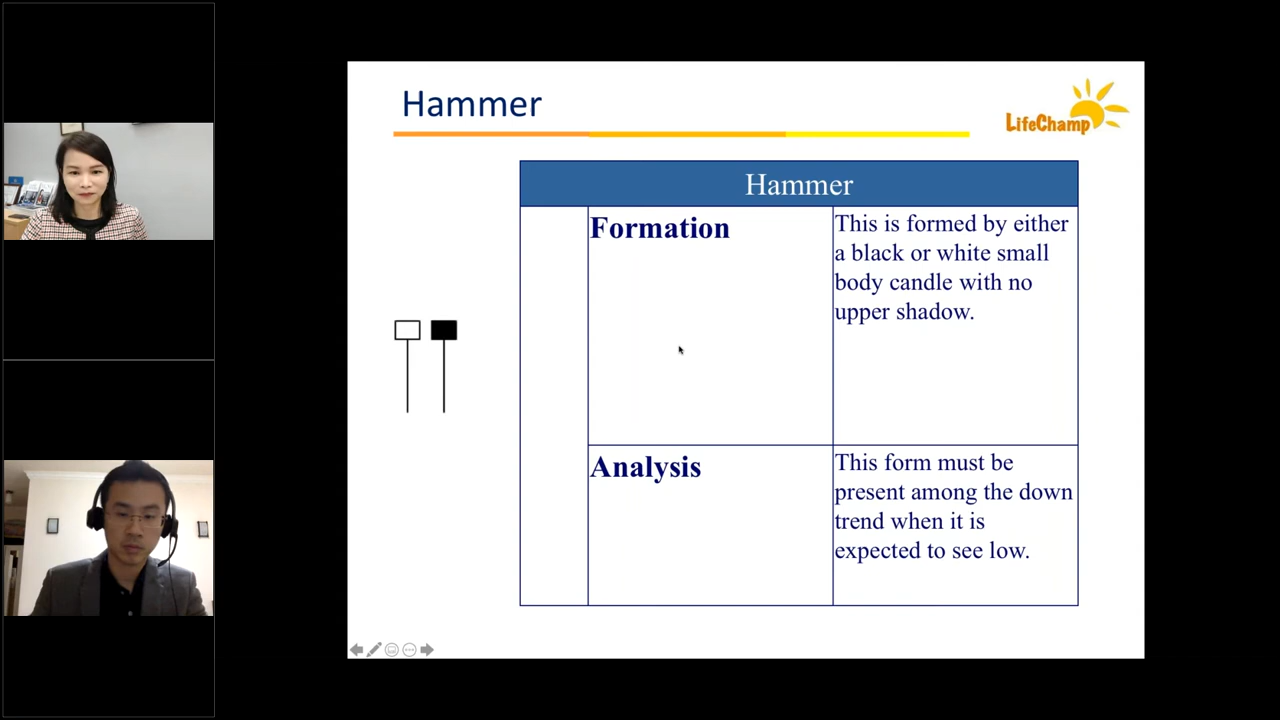 Hammer
LifeChamp
Hammer
Formation
This is formed by either
a black or white small
body candle with no
upper shadow.
Analysis
This form must be
present among the down
trend when it is
expected to see low.